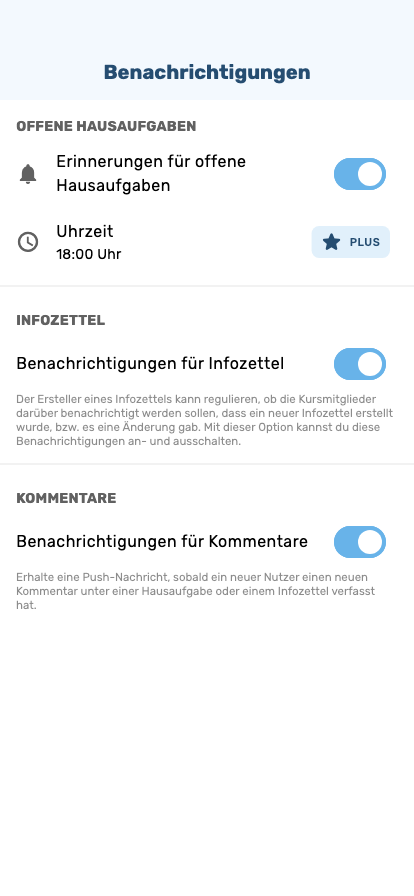 Benachrichtigungen
OFFENE HAUSAUFGABEN
Erinnerungen für offene
Hausaufgaben
Uhrzeit
18:00 Uhr
PLUS
INFOZETTEL
Benachrichtigungen für Infozettel
Der Ersteller eines Infozettels kann regulieren, ob die Kursmitglieder
darüber benachrichtigt werden sollen, dass ein neuer Infozettel erstellt
wurde, bzw. es eine Änderung gab. Mit dieser Option kannst du diese
Benachrichtigungen an- und ausschalten.
KOMMENTARE
Benachrichtigungen für Kommentare
Erhalte eine Push-Nachricht, sobald ein neuer Nutzer einen neuen
Kommentar unter einer Hausaufgabe oder einem Infozettel verfasst
hat.